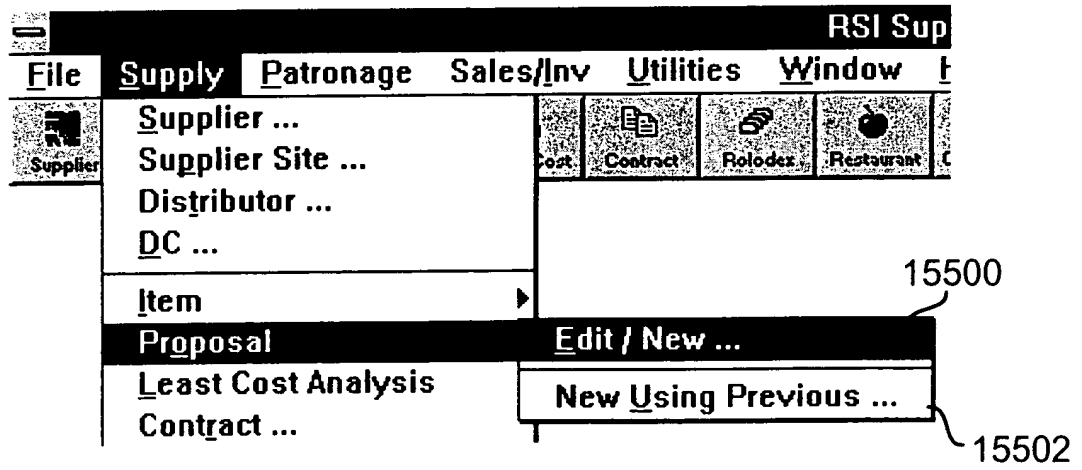 RSI Sup
File Supply Patronage Sales/Inv Utilities Window
Supplier Cost Contract Rolodex Restaurant
Supplier ...
Supplier Site ...
Distributor ...
DC ...
Item
Proposal
Least Cost Analysis
Contract ...
Edit / New ...
New Using Previous ...
15500
15502